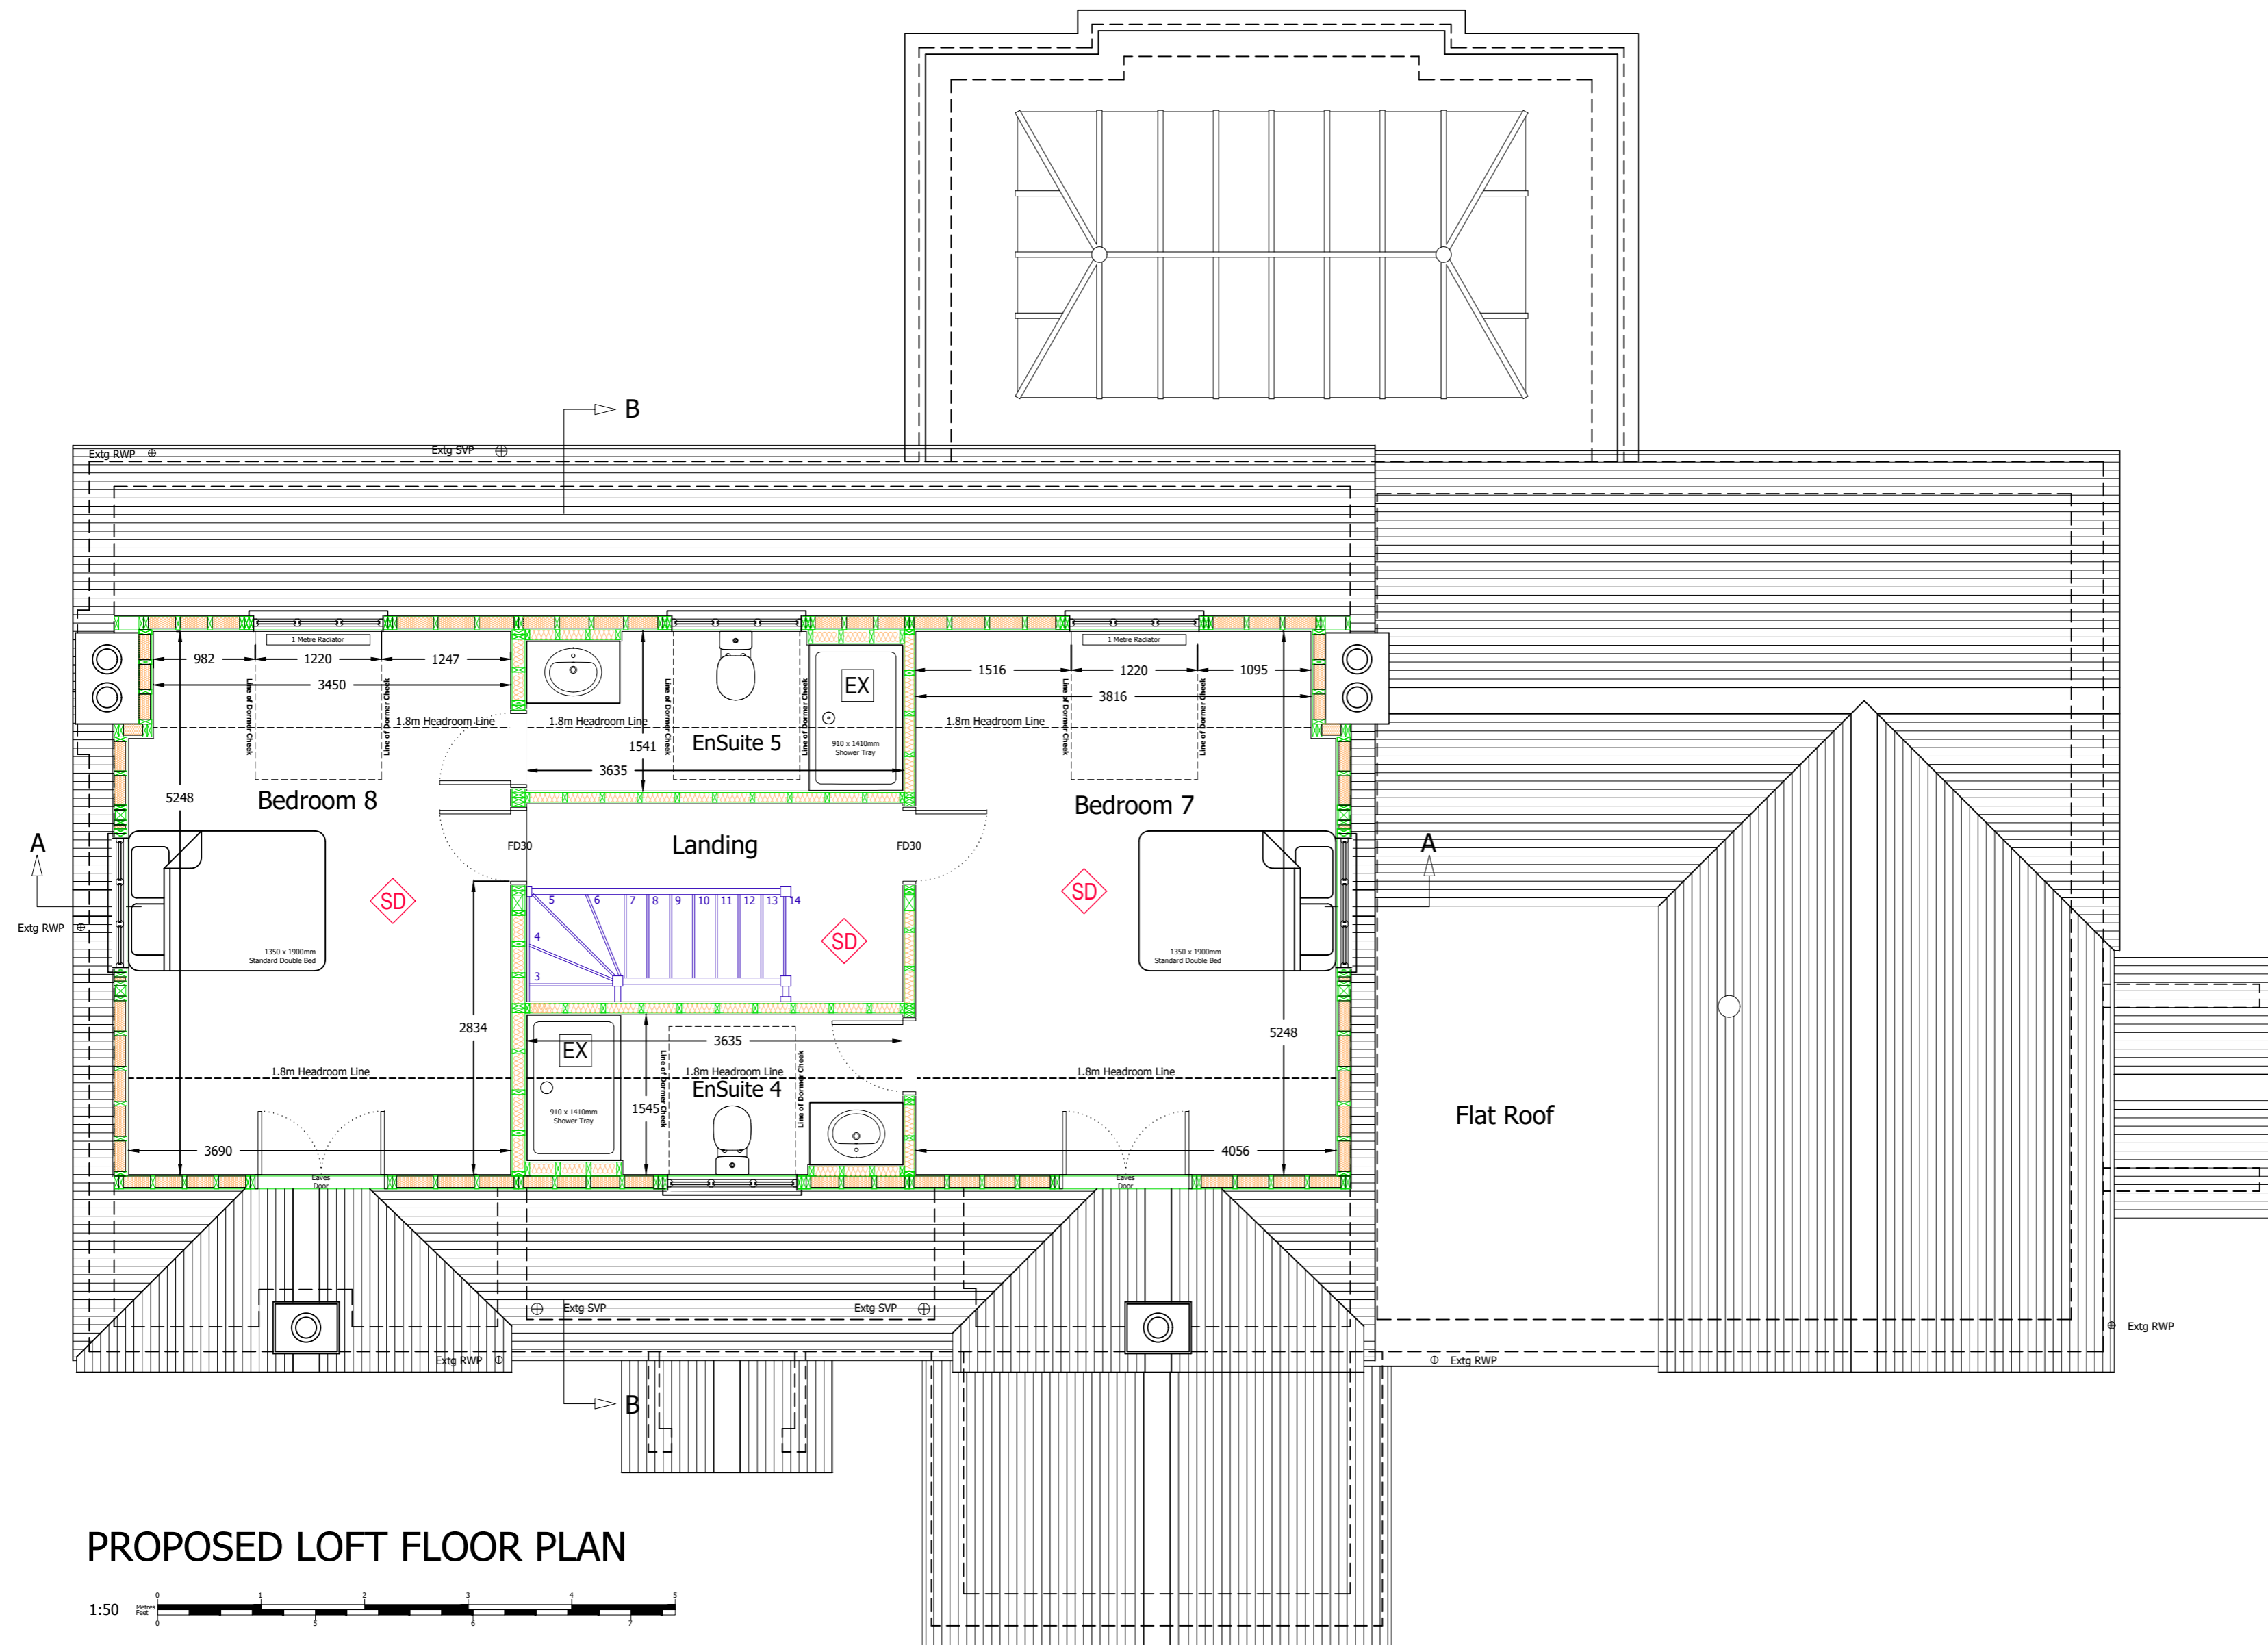 B
Extg RWP
Extg SVP
1 Metre Radiator
1 Metre Radiator
982
1220
1247
3450
1516
1220
1095
3816
EX
Line of Dormer Cheek
Line of Dormer Cheek
Line of Dormer Cheek
Line of Dormer Cheek
Line of Dormer Cheek
Line of Dormer Cheek
1.8m Headroom Line
1.8m Headroom Line
1.8m Headroom Line
1541
EnSuite 5
910 x 1410mm
Shower Tray
3635
5248
Bedroom 8
Bedroom 7
A
FD30
Landing
FD30
A
SD
SD
SD
3
4
5
6
7
8
9
10
11
12
13
14
Extg RWP
1350 x 1900mm
Standard Double Bed
1350 x 1900mm
Standard Double Bed
2834
3635
5248
EX
1.8m Headroom Line
1.8m Headroom Line
1.8m Headroom Line
EnSuite 4
Line of Dormer Cheek
Line of Dormer Cheek
910 x 1410mm
Shower Tray
1545
Flat Roof
3690
4056
Eaves
Door
Eaves
Door
Extg SVP
Extg SVP
Extg RWP
Extg RWP
Extg RWP
B
PROPOSED LOFT FLOOR PLAN
1:50
Metres
Feet
0
1
2
3
4
5
0
5
6
7